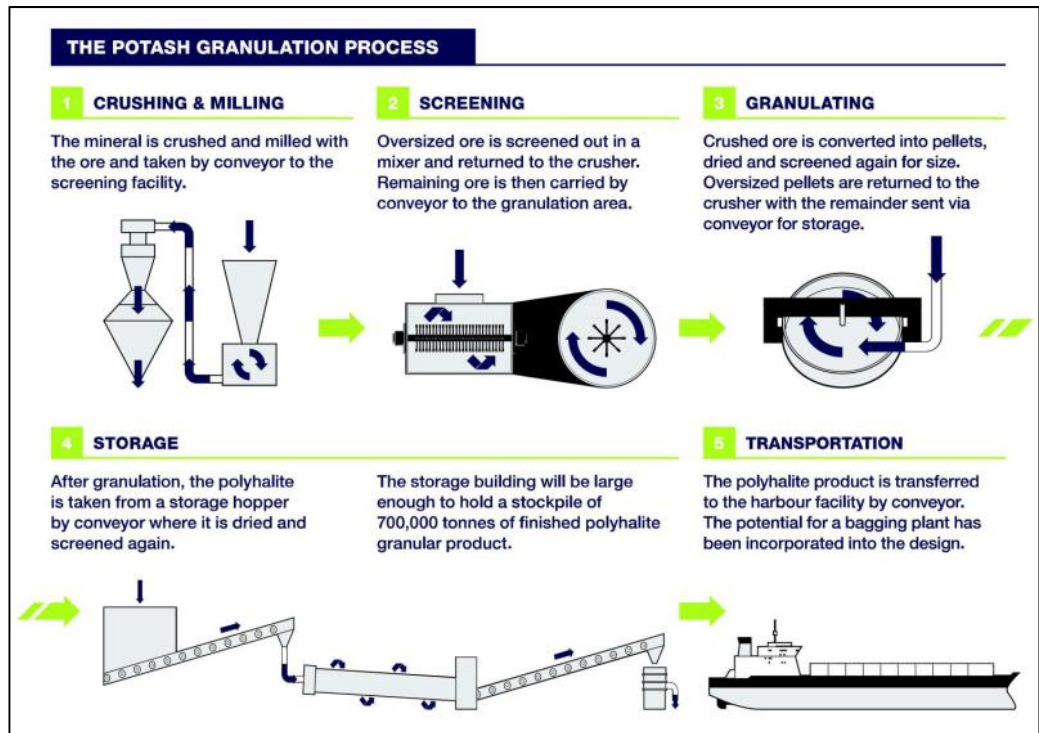 THE POTASH GRANULATION PROCESS
1 CRUSHING & MILLING
The mineral is crushed and milled with
the ore and taken by conveyor to the
screening facility.
2 SCREENING
Oversized ore is screened out in a
mixer and returned to the crusher.
Remaining ore is then carried by
conveyor to the granulation area.
3 GRANULATING
Crushed ore is converted into pellets,
dried and screened again for size.
Oversized pellets are returned to the
crusher with the remainder sent via
conveyor for storage.
4 STORAGE
After granulation, the polyhalite
is taken from a storage hopper
by conveyor where it is dried and
screened again.
The storage building will be large
enough to hold a stockpile of
700,000 tonnes of finished polyhalite
granular product.
5 TRANSPORTATION
The polyhalite product is transferred
to the harbour facility by conveyor.
The potential for a bagging plant has
been incorporated into the design.